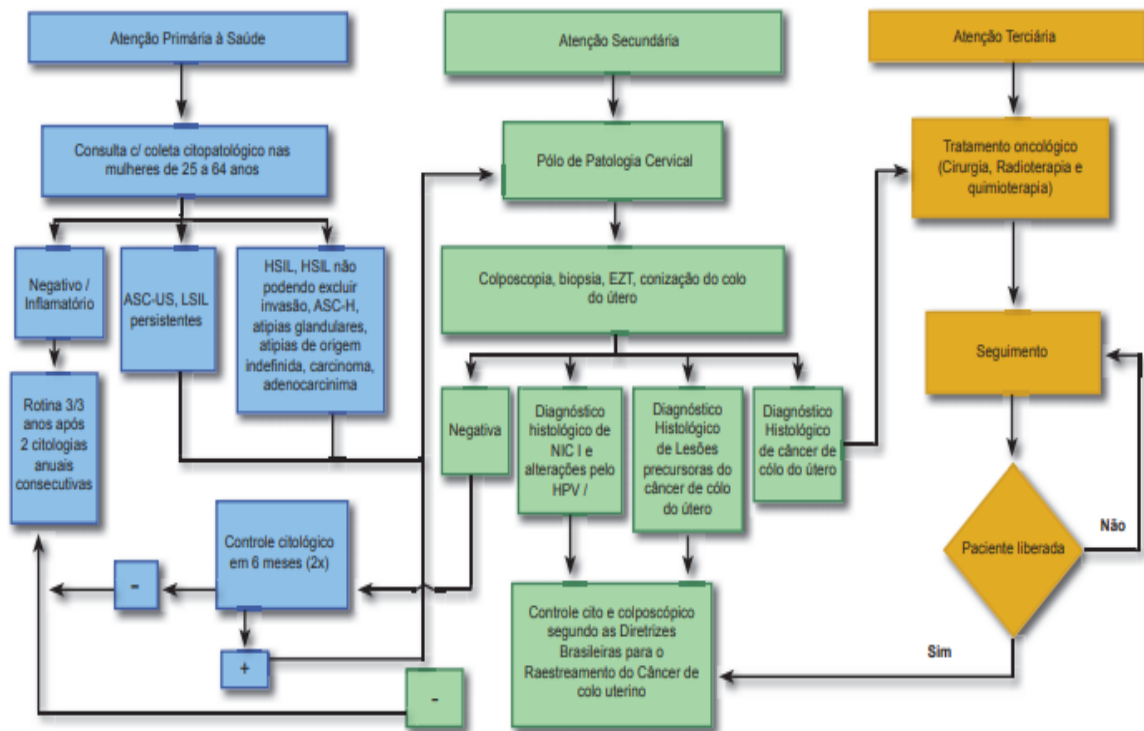 Atenção Primária à Saúde
Consulta c/ coleta citopatológico nas
mulheres de 25 a 64 anos
Negativo /
Inflamatório
ASC-US, LSIL
persistentes
HSIL, HSIL não
podendo excluir
invasão, ASC-H,
atipias glandulares,
atipias de origem
indefinida, carcinoma,
adenocarcinima
Rotina 3/3
anos após
2 citologias
anuais
consecutivas
Controle citológico
em 6 meses (2x)
-
+
Atenção Secundária
Pólo de Patologia Cervical
Colposcopia, biopsia, EZT, conização do colo
do útero
Negativa
Diagnóstico
histológico de
NIC I e
alterações pelo
HPV /
Diagnóstico
Histológico
de Lesões
precursoras do
câncer de cólo
do útero
Diagnóstico
Histológico
de câncer de
cólo do útero
Controle cito e colposcópico
segundo as Diretrizes
Brasileiras para o
Raestreamento do Câncer de
colo uterino
-
Atenção Terciária
Tratamento oncológico
(Cirurgia, Radioterapia e
quimioterapia)
Seguimento
Paciente liberada
Não
Sim